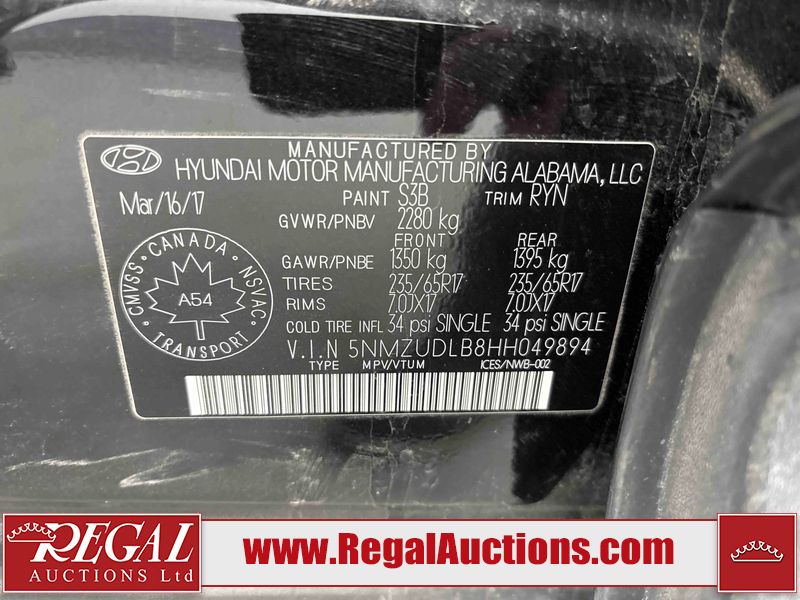 MANUFACTURED BY
HYUNDAI MOTOR MANUFACTURING ALABAMA, LLC
Mar/16/17 PAINT S3B TRIM RYN
GVWR/PNBV 2280 kg
FRONT REAR
GAWR/PNBE 1350 kg 1395 kg
TIRES 235/65R17 235/65R17
RIMS 7.0JX17 7.0JX17
COLD TIRE INFL 34 psi SINGLE 34 psi SINGLE
V.I.N 5NMZUDLB8HH049894
TYPE MPV/VTUM ICES/NWB-002
CMVSS • CANADA • NSVAC
A54
TRANSPORT
REGAL
AUCTIONS Ltd
www.RegalAuctions.com
REGAL